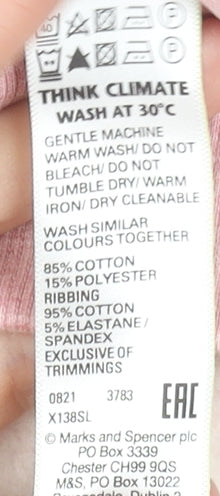 THINK CLIMATE
WASH AT 30°C
GENTLE MACHINE
WARM WASH/ DO NOT
BLEACH/ DO NOT
TUMBLE DRY/ WARM
IRON/ DRY CLEANABLE
WASH SIMILAR
COLOURS TOGETHER
85% COTTON
15% POLYESTER
RIBBING
95% COTTON
5% ELASTANE/
SPANDEX
EXCLUSIVE OF
TRIMMINGS
0821 3783
X138SL
EAC
© Marks and Spencer plc
PO Box 3339
Chester CH99 9QS
M&S, PO Box 13022